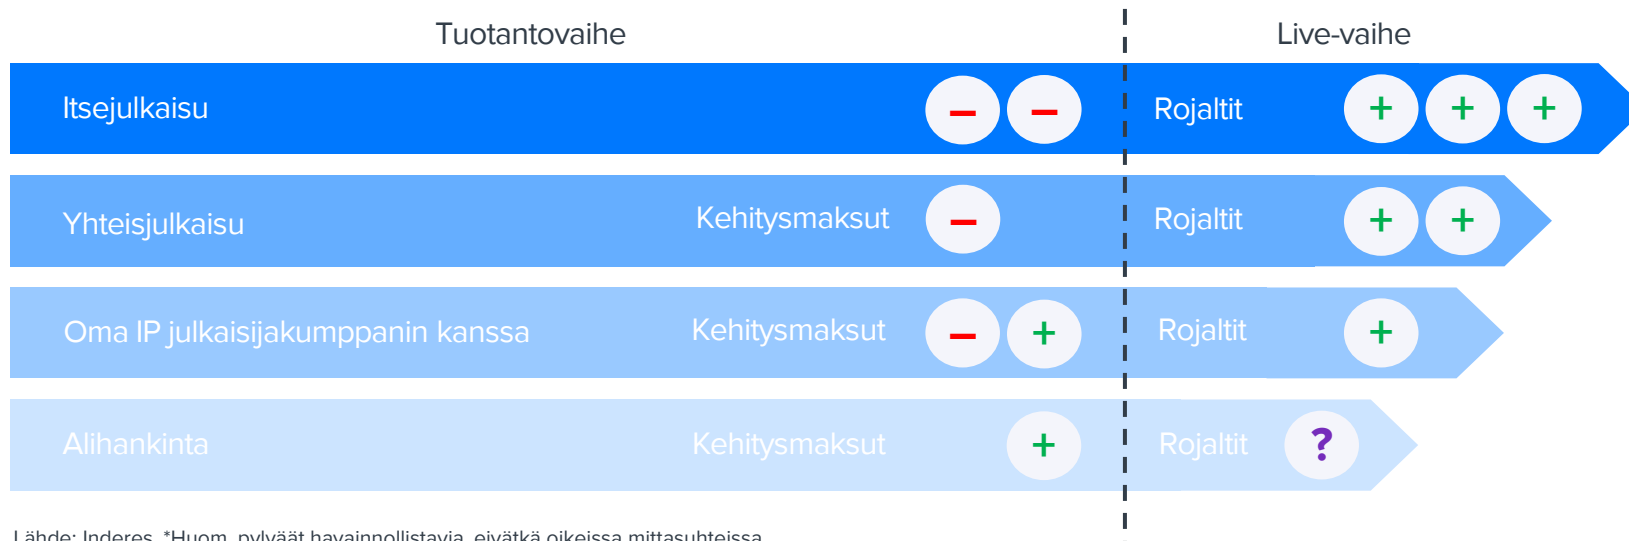 Tuotantovaihe Live-vaihe
Itsejulkaisu − − Rojaltit + + +
Yhteisjulkaisu Kehitysmaksut − Rojaltit + +
Oma IP julkaisijakumppanin kanssa Kehitysmaksut − + Rojaltit +
Alihankinta Kehitysmaksut + Rojaltit ?
Lähde: Inderes. *Huom. pylväät havainnollistavia, eivätkä oikeissa mittasuhteissa